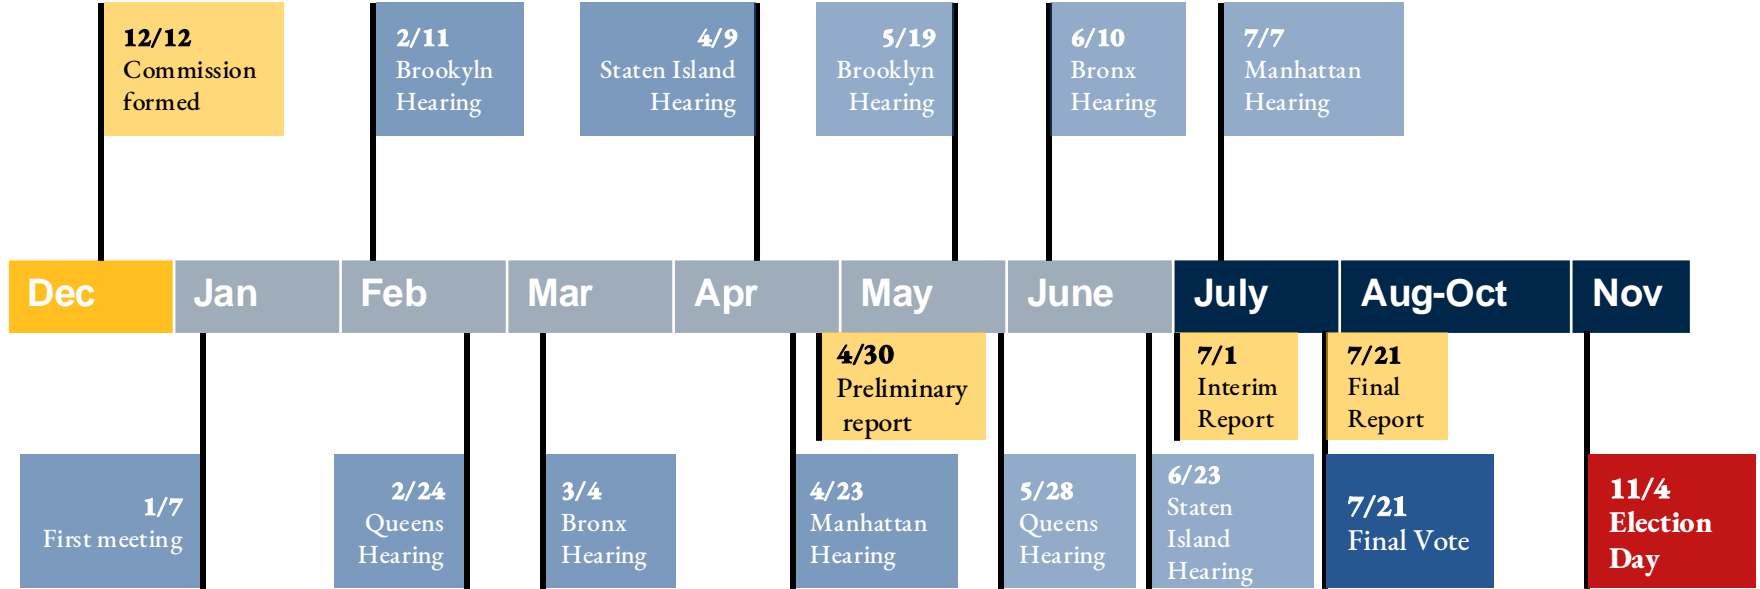 12/12
Commission
formed
2/11
Brookyln
Hearing
4/9
Staten Island
Hearing
5/19
Brooklyn
Hearing
6/10
Bronx
Hearing
7/7
Manhattan
Hearing
Dec
Jan
Feb
Mar
Apr
May
June
July
Aug-Oct
Nov
4/30
Preliminary
report
7/1
Interim
Report
7/21
Final
Report
1/7
First meeting
2/24
Queens
Hearing
3/4
Bronx
Hearing
4/23
Manhattan
Hearing
5/28
Queens
Hearing
6/23
Staten
Island
Hearing
7/21
Final Vote
11/4
Election
Day